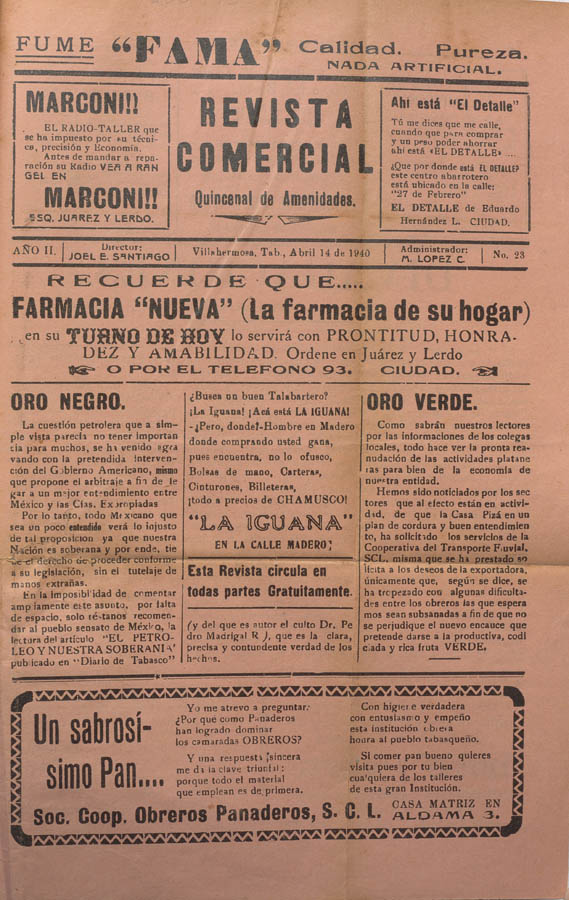 FUME "FAMA" Calidad. Pureza.
NADA ARTIFICIAL.
MARCONI!!
EL RADIO-TALLER que
se ha impuesto por su técni-
ca, precisión y Economía.
Antes de mandar a repa-
ración su Radio VEA A RAN
GEL EN
MARCONI!!
ESQ. JUAREZ Y LERDO.
REVISTA
COMERCIAL
Quincenal de Amenidades.
Ahí está "El Detalle"
Tú me dices que me calle,
cuando que para comprar
y un peso poder ahorrar
ahí está «EL DETALLE» ....
¿Que por donde está EL DETALLE?
este centro abarrotero
está ubicado en la calle:
"27 de Febrero"
EL DETALLE de Eduardo
Hernández L. CIUDAD.
AÑO II.
Director:
JOEL E. SANTIAGO
Villahermosa, Tab., Abril 14 de 1940
Administrador:
M. LOPEZ C.
No. 23
RECUERDE QUE.....
FARMACIA "NUEVA" (La farmacia de su hogar)
en su TURNO DE HOY lo servirá con PRONTITUD, HONRA-
DEZ Y AMABILIDAD. Ordene en Juárez y Lerdo
O POR EL TELEFONO 93. CIUDAD.
ORO NEGRO.
La cuestión petrolera que a sim-
ple vista parecía no tener importan
cia para muchos, se ha venido agra
vando con la pretendida interven-
ción del Gobierno Americano, mismo
que propone el arbitraje a fin de lle
gar a un mejor entendimiento entre
México y las Cías. Expropiadas
Por lo tanto, todo Mexicano que
sea un poco entendido verá lo injusto
de tal proposición ya que nuestra
Nación es soberana y por ende, tie
ne el derecho de proceder conforme
a su legislación, sin el tutelaje de
manos extrañas.
En la imposibilidad de comentar
ampliamente este asunto, por falta
de espacio, solo réstanos recomen-
dar al pueblo sensato de México, la
lectura del artículo "EL PETRO-
LEO Y NUESTRA SOBERANIA"
publicado en "Diario de Tabasco"
¿Busca un buen Talabartero?
¡La Iguana! ¡Acá está LA IGUANA!
-¡Pero, donde!-Hombre en Madero
donde comprando usted gana,
pues encuentra, no lo ofusco,
Bolsas de mano, Carteras,
Cinturones, Billeteras,
¡todo a precios de CHAMUSCO!
"LA IGUANA"
EN LA CALLE MADERO;
Esta Revista circula en
todas partes Gratuitamente.
(y del que es autor el culto Dr. Pe
dro Madrigal R ), que es la clara,
precisa y contundente verdad de los
hechos.
ORO VERDE.
Como sabrán nuestros lectores
por las informaciones de los colegas
locales, todo hace ver la pronta rea-
nudación de las actividades platane
ras para bien de la economía de
nuestra entidad.
Hemos sido noticiados por los sec
tores que al efecto están en activi-
dad, de que la Casa Pizá en un
plan de cordura y buen entendimien
to, ha solicitado los servicios de la
Cooperativa del Transporte Fluvial,
SCL. misma que se ha prestado so
lícita a los deseos de la exportadora,
únicamente que, según se dice, se
ha tropezado con algunas dificulta-
des entre los obreros las que espera
mos sean subsanadas a fin de que no
se perjudique el nuevo encauce que
pretende darse a la productiva, codi
ciada y rica fruta VERDE.
Un sabrosí-
simo Pan....
Yo me atrevo a preguntar:
¿Por qué como Panaderos
han logrado dominar
los camaradas OBREROS?
Y una respuesta ¡sincera
me da la clave triunfal:
porque todo el material
que emplean es de primera.
Con higiene verdadera
con entusiasmo y empeño
esta institución obrera
honra al pueblo tabasqueño.
Si comer pan bueno quieres
visita pues por tu bien
cualquiera de los talleres
de esta gran Institución.
Soc. Coop. Obreros Panaderos, S. C. L.
CASA MATRIZ EN
ALDAMA 3.